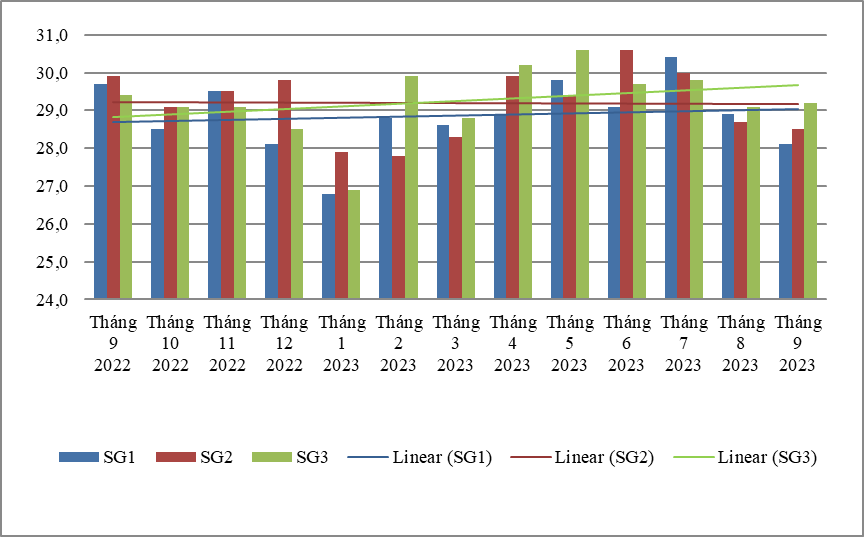 31,0
30,0
29,0
28,0
27,0
26,0
25,0
24,0
Tháng Tháng Tháng Tháng Tháng Tháng Tháng Tháng Tháng Tháng Tháng Tháng Tháng
9 10 11 12 1 2 3 4 5 6 7 8 9
2022 2022 2022 2022 2023 2023 2023 2023 2023 2023 2023 2023 2023
SG1 SG2 SG3 Linear (SG1) Linear (SG2) Linear (SG3)